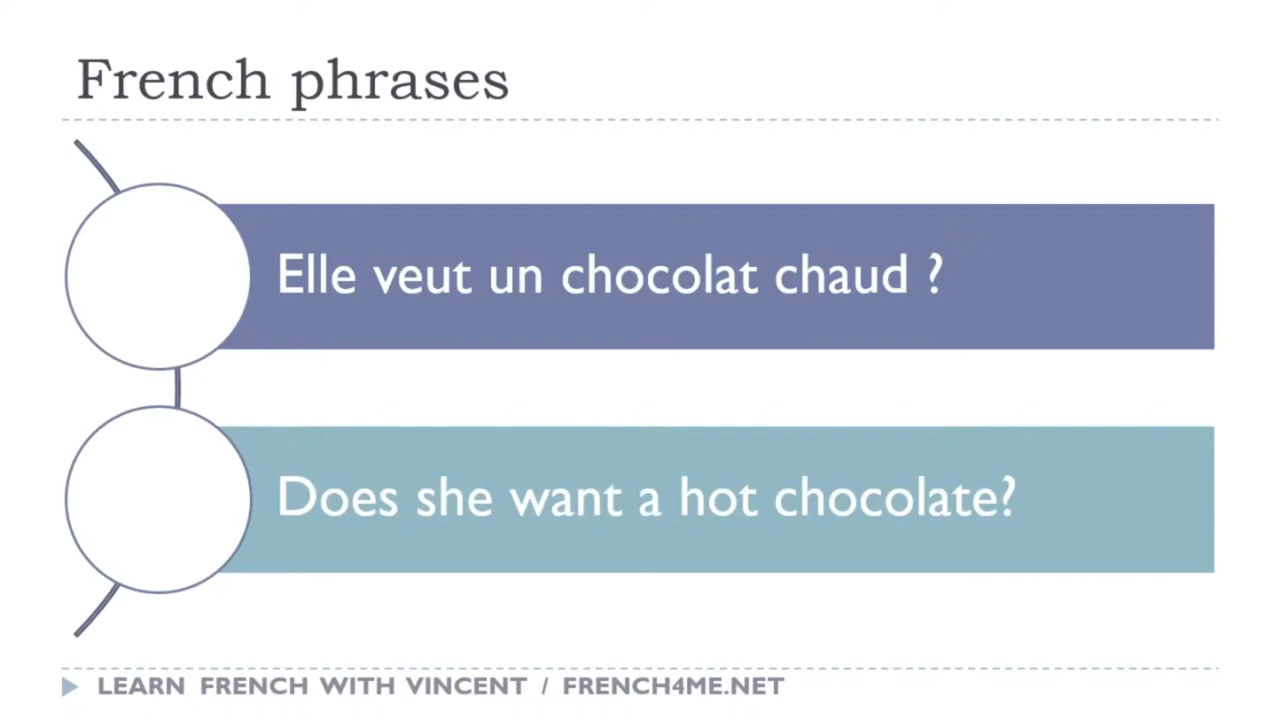 French phrases
Elle veut un chocolat chaud ?
Does she want a hot chocolate?
LEARN FRENCH WITH VINCENT / FRENCH4ME.NET